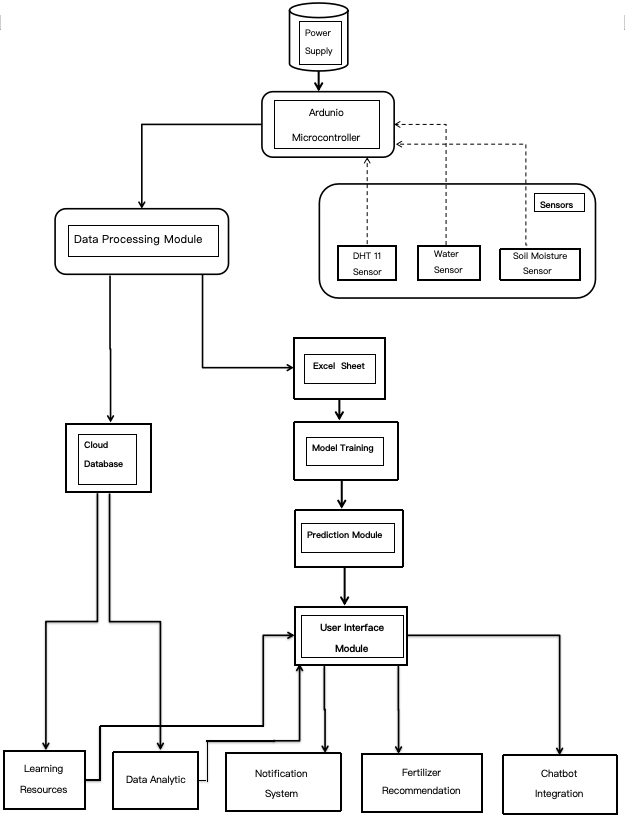 Power
Supply
Ardunio
Microcontroller
Sensors
Data Processing Module
DHT 11
Sensor
Water
Sensor
Soil Moisture
Sensor
Excel Sheet
Cloud
Database
Model Training
Prediction Module
User Interface
Module
Learning
Resources
Data Analytic
Notification
System
Fertilizer
Recommendation
Chatbot
Integration